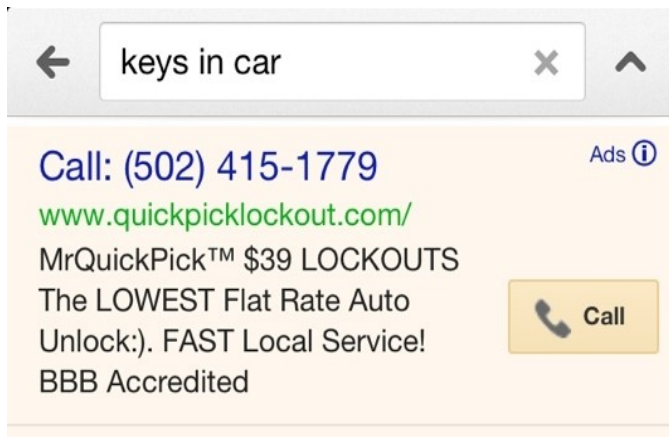 keys in car
Call: (502) 415-1779
Ads
www.quickpicklockout.com/
MrQuickPick™ $39 LOCKOUTS
The LOWEST Flat Rate Auto
Unlock:). FAST Local Service!
BBB Accredited
Call